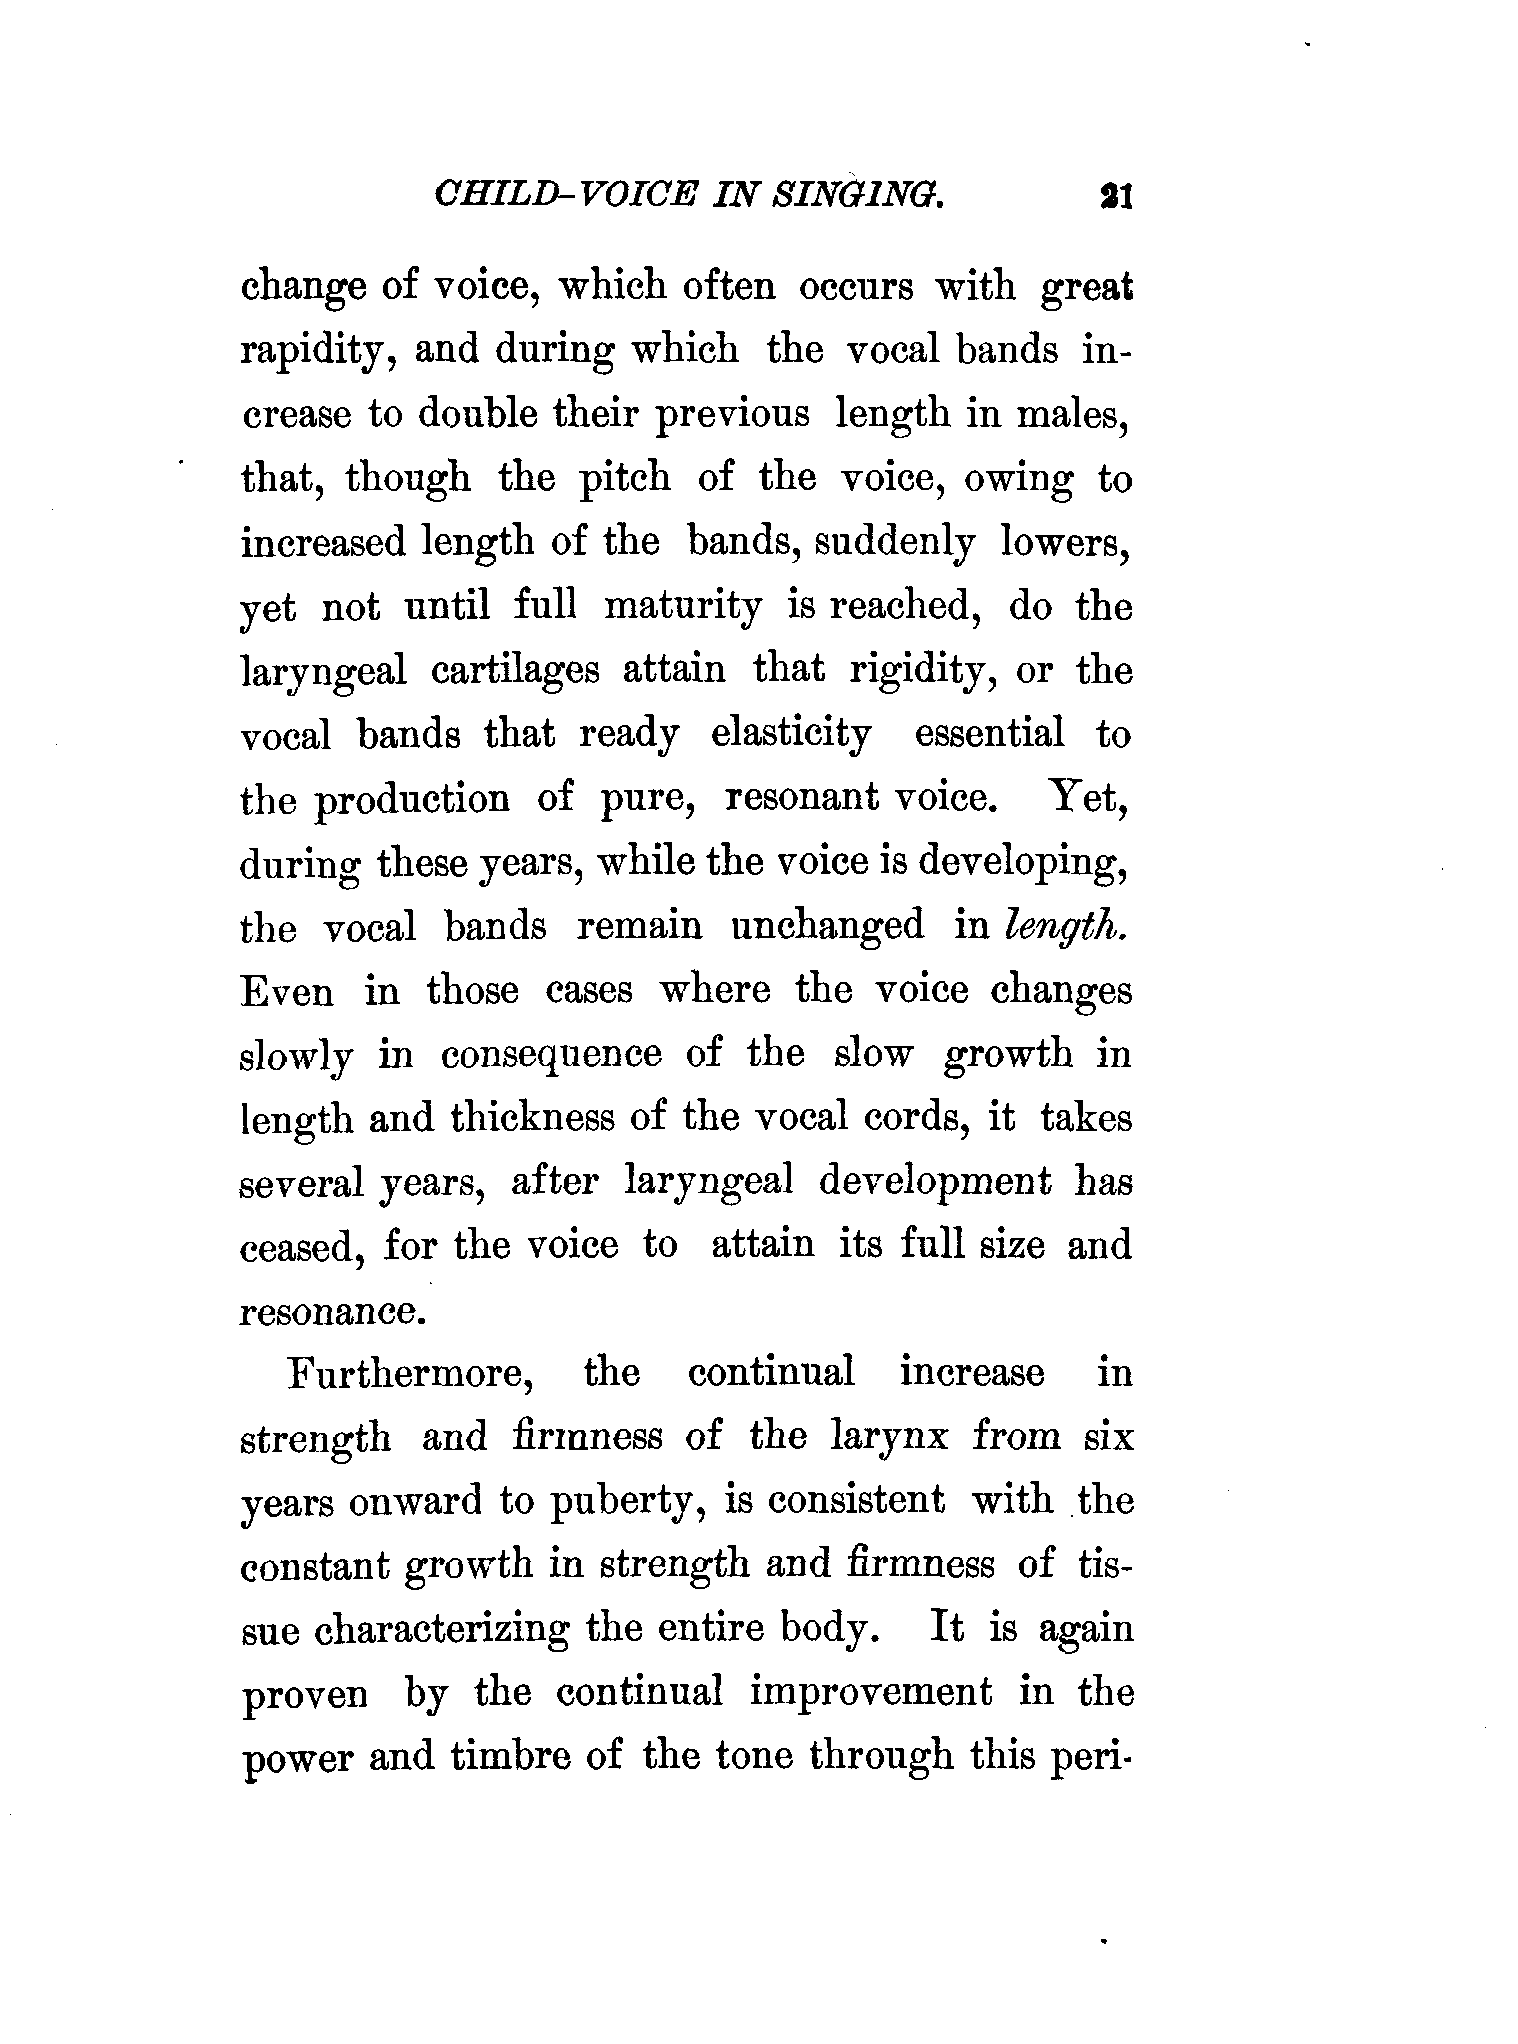 CHILD-VOICE IN SINGING. 21
change of voice, which often occurs with great
rapidity, and during which the vocal bands in-
crease to double their previous length in males,
that, though the pitch of the voice, owing to
increased length of the bands, suddenly lowers,
yet not until full maturity is reached, do the
laryngeal cartilages attain that rigidity, or the
vocal bands that ready elasticity essential to
the production of pure, resonant voice. Yet,
during these years, while the voice is developing,
the vocal bands remain unchanged in length.
Even in those cases where the voice changes
slowly in consequence of the slow growth in
length and thickness of the vocal cords, it takes
several years, after laryngeal development has
ceased, for the voice to attain its full size and
resonance.
Furthermore, the continual increase in
strength and firmness of the larynx from six
years onward to puberty, is consistent with the
constant growth in strength and firmness of tis-
sue characterizing the entire body. It is again
proven by the continual improvement in the
power and timbre of the tone through this peri-